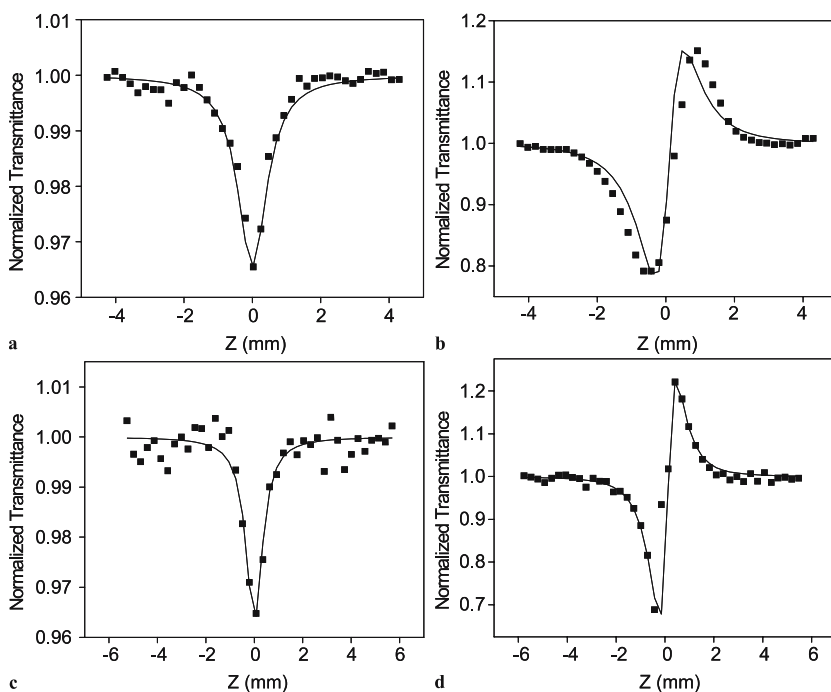 1.01
1.00
0.99
0.98
0.97
0.96
Normalized Transmittance
-4 -2 0 2 4
Z (mm)
a
1.2
1.1
1.0
0.9
0.8
Normalized Transmittance
-4 -2 0 2 4
Z (mm)
b
1.01
1.00
0.99
0.98
0.97
0.96
Normalized Transmittance
-6 -4 -2 0 2 4 6
Z (mm)
c
1.2
1.1
1.0
0.9
0.8
0.7
Normalized Transmittance
-6 -4 -2 0 2 4 6
Z (mm)
d